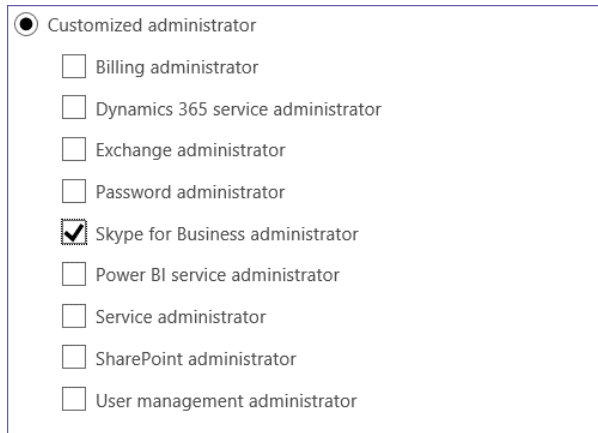 Customized administrator
Billing administrator
Dynamics 365 service administrator
Exchange administrator
Password administrator
Skype for Business administrator
Power BI service administrator
Service administrator
SharePoint administrator
User management administrator